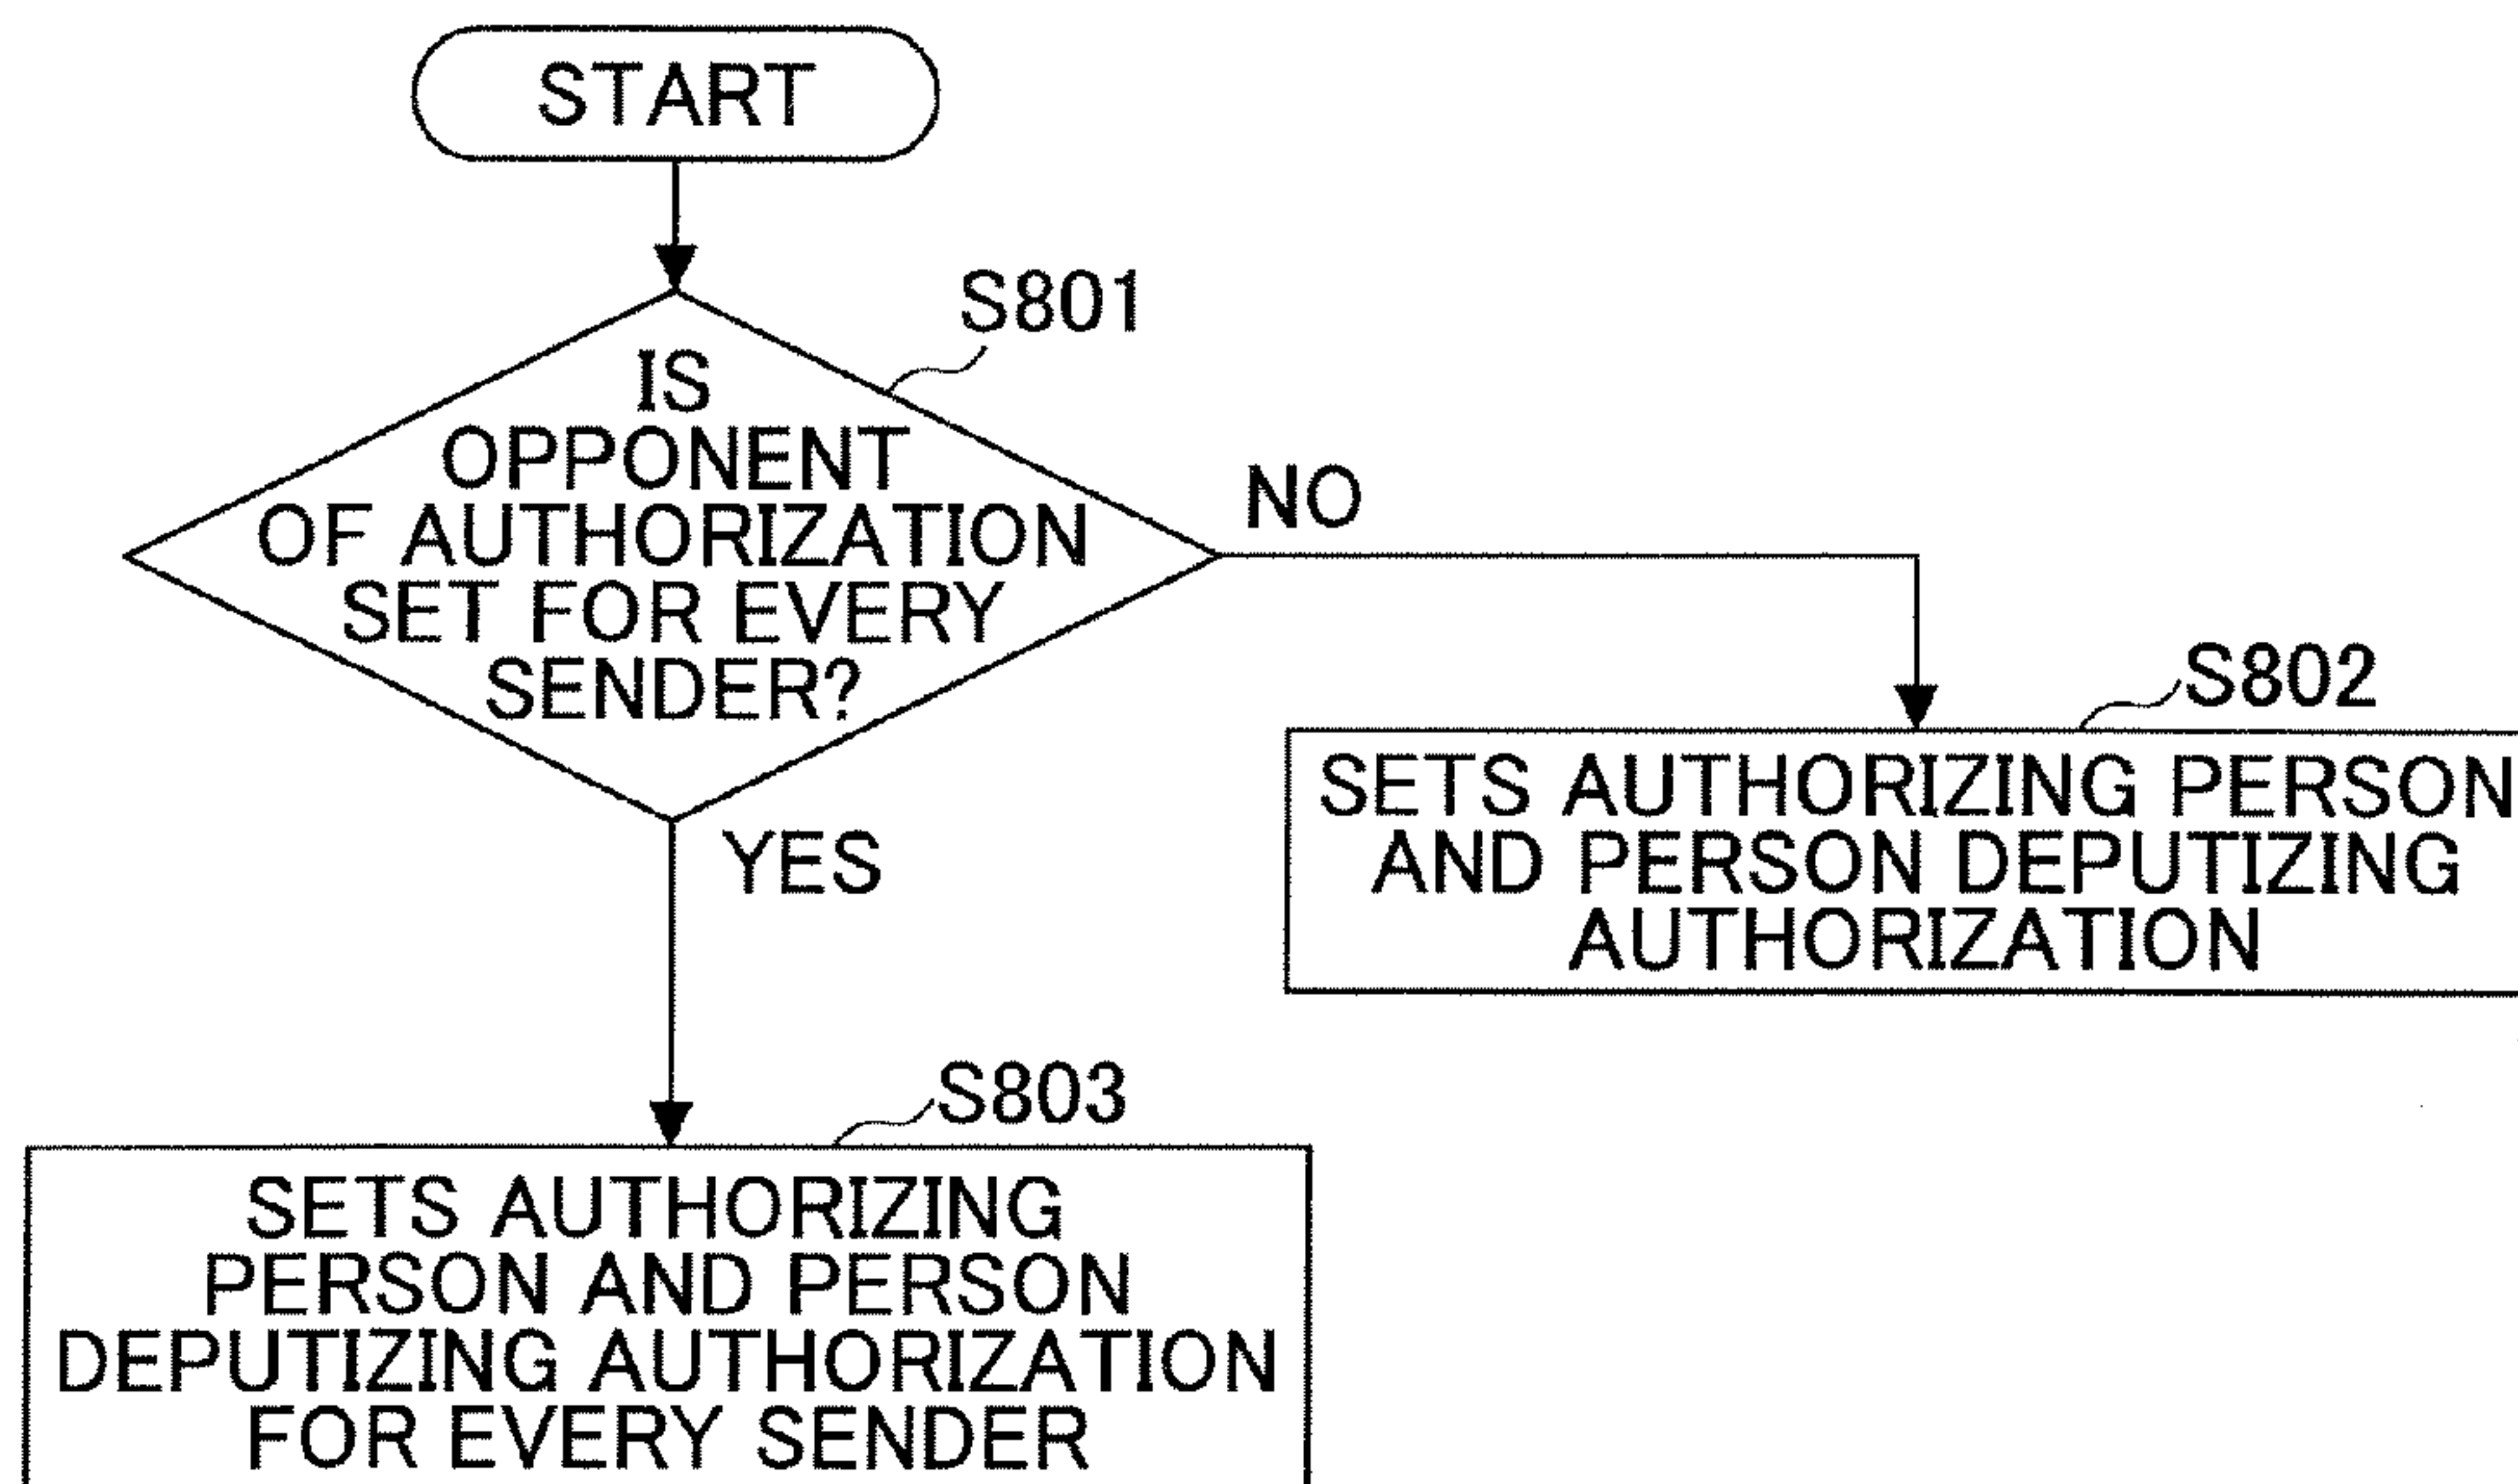 START
S801
IS
OPPONENT
OF AUTHORIZATION
SET FOR EVERY
SENDER?
NO
YES
S802
SETS AUTHORIZING PERSON
AND PERSON DEPUTIZING
AUTHORIZATION
S803
SETS AUTHORIZING
PERSON AND PERSON
DEPUTIZING AUTHORIZATION
FOR EVERY SENDER